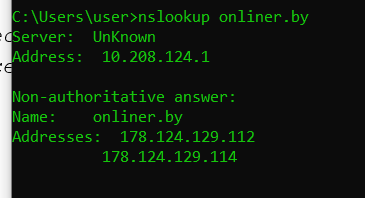 C:\Users\user>nslookup onliner.by
Server:  UnKnown
Address:  10.208.124.1

Non-authoritative answer:
Name:    onliner.by
Addresses:  178.124.129.112
          178.124.129.114